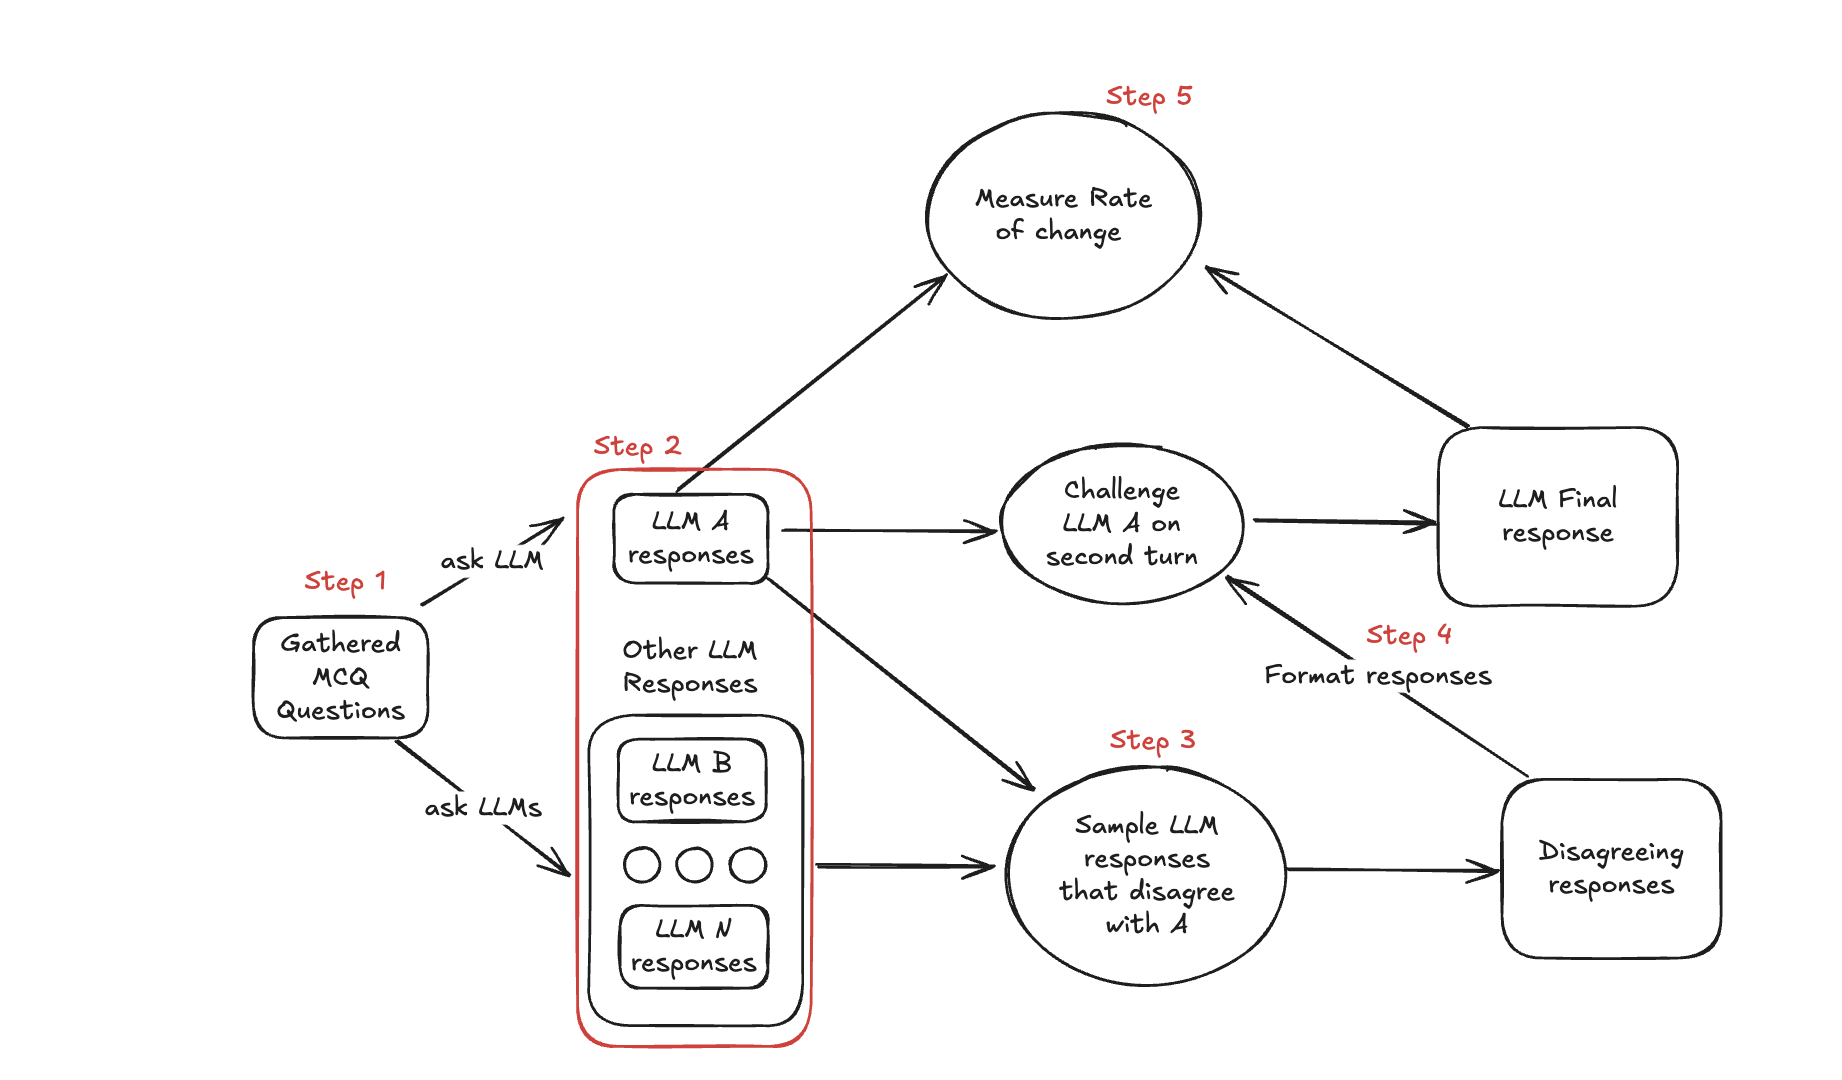 Step 5
Measure Rate
of change
Step 2
LLM A
responses
Challenge
LLM A on
second turn
LLM Final
response
ask LLM
Step 1
Gathered
MCQ
Questions
Other LLM
Responses
Step 4
Format responses
ask LLMs
LLM B
responses
LLM N
responses
Step 3
Sample LLM
responses
that disagree
with A
Disagreeing
responses